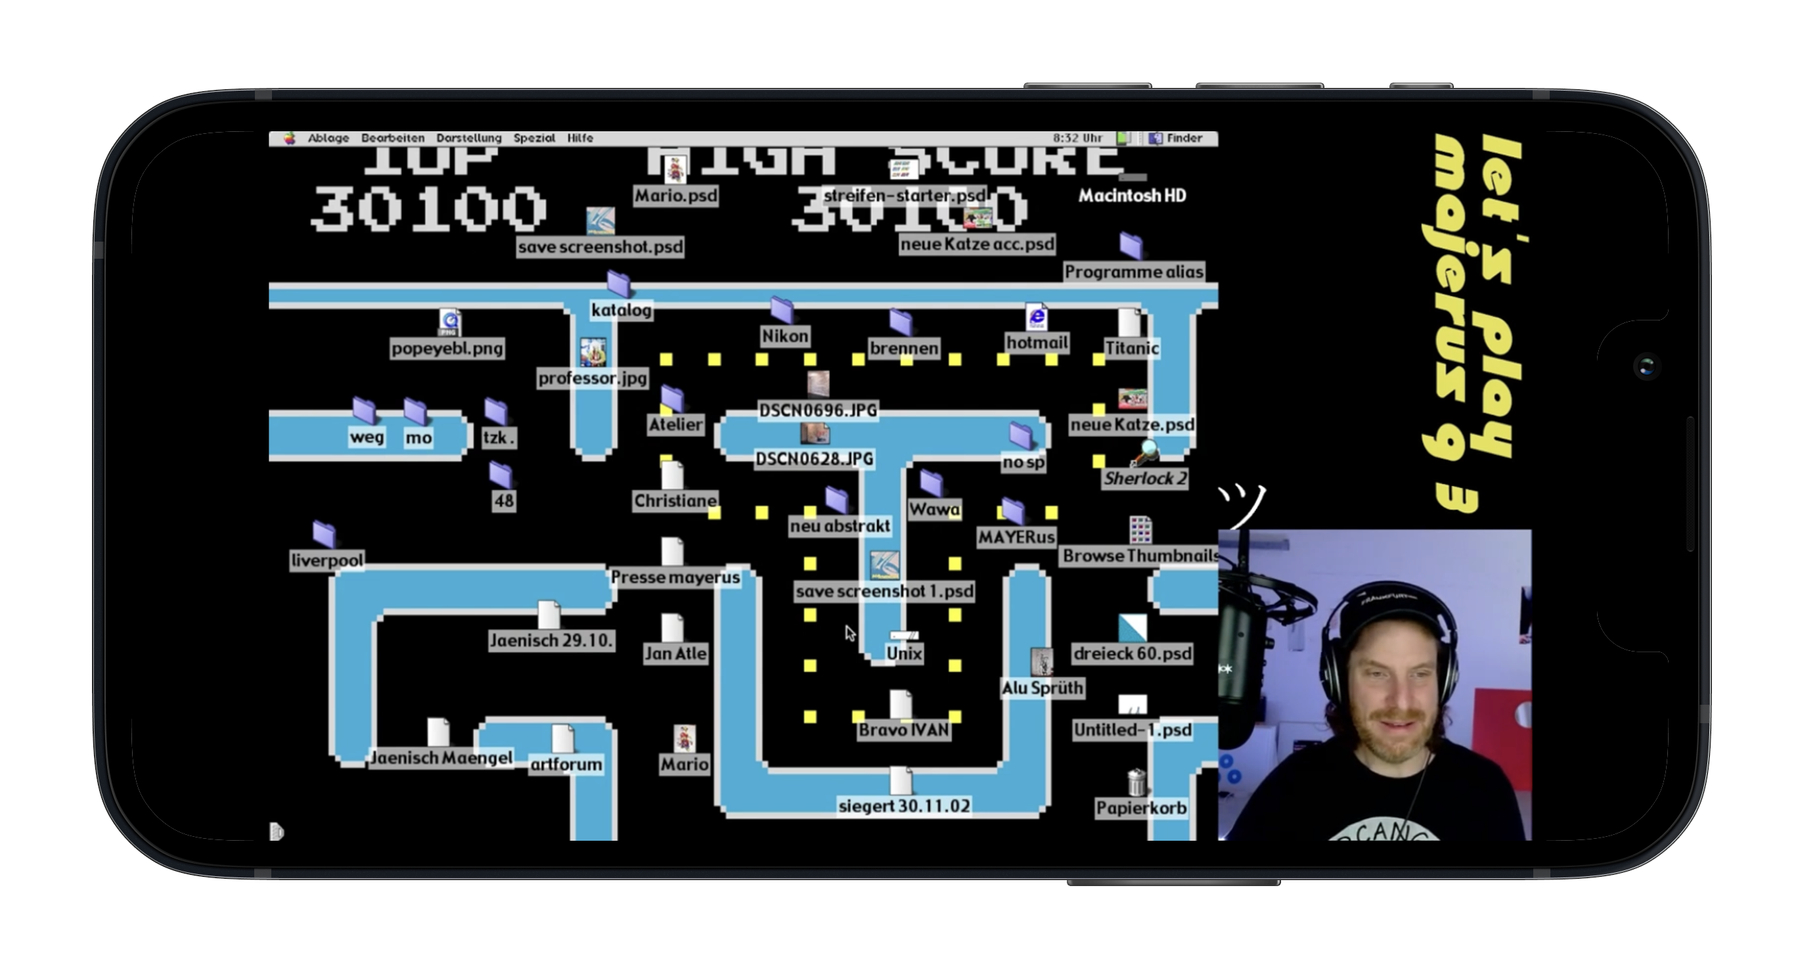 Ablage Bearbeiten Darstellung Spezial Hilfe 8:32 Uhr Finder
TOP HIGH SCORE
30100 30100
Mario.psd
streifen-starter.psd
Macintosh HD
save screenshot.psd
neue Katze acc.psd
Programme alias
katalog
popeyebl.png
Nikon
brennen
hotmail
Titanic
professor.jpg
DSCN0696.JPG
Atelier
neue Katze.psd
weg
mo
tzk.
DSCN0628.JPG
no sp
Sherlock 2
48
Christiane
neu abstrakt
Wawa
MAYERus
liverpool
Browse Thumbnails
Presse mayerus
save screenshot 1.psd
Jaenisch 29.10.
Jan Atle
Unix
dreieck 60.psd
Alu Sprüth
Jaenisch Maengel
artforum
Mario
Bravo IVAN
Untitled-1.psd
siegert 30.11.02
Papierkorb
let's play
majerus g 3
ツ